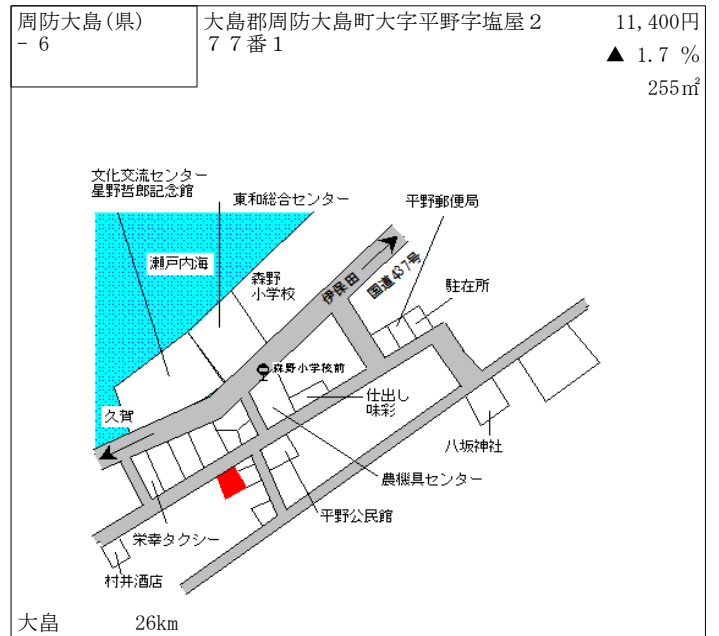 周防大島(県)
- 6
大島郡周防大島町大字平野字塩屋２
７７番１
11,400円
▲ 1.7 %
255㎡
文化交流センター
星野哲郎記念館
東和総合センター
平野郵便局
瀬戸内海
森野
小学校
伊保田
国道437号
駐在所
森野小学校前
仕出し
味彩
久賀
八坂神社
農機具センター
平野公民館
栄幸タクシー
村井酒店
大畠 26km